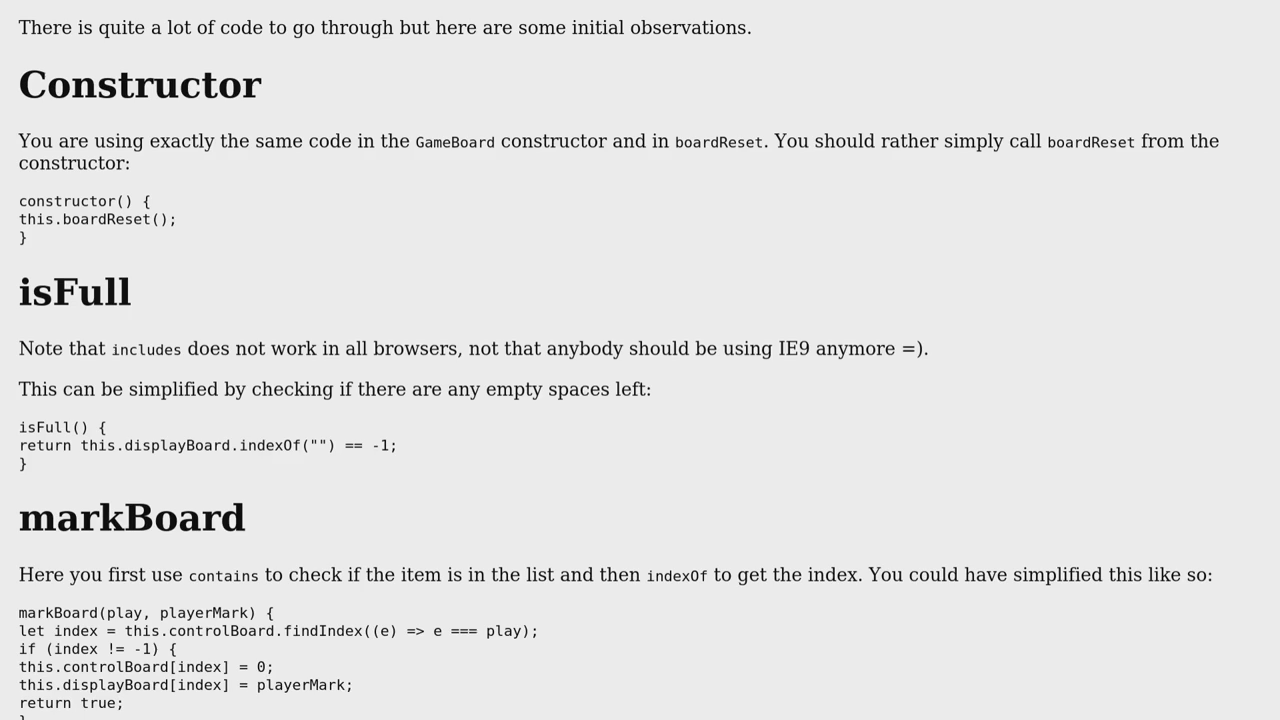 There is quite a lot of code to go through but here are some initial observations.
Constructor
You are using exactly the same code in the GameBoard constructor and in boardReset. You should rather simply call boardReset from the
constructor:
constructor() {
this.boardReset();
}
isFull
Note that includes does not work in all browsers, not that anybody should be using IE9 anymore =).
This can be simplified by checking if there are any empty spaces left:
isFull() {
return this.displayBoard.indexOf("") == -1;
}
markBoard
Here you first use contains to check if the item is in the list and then indexOf to get the index. You could have simplified this like so:
markBoard(play, playerMark) {
let index = this.controlBoard.findIndex((e) => e === play);
if (index != -1) {
this.controlBoard[index] = 0;
this.displayBoard[index] = playerMark;
return true;
}